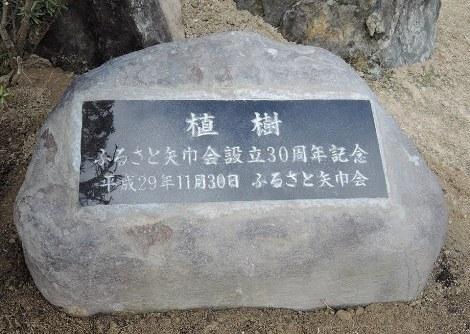 植樹
ふるさと矢巾会設立30周年記念
平成29年11月30日 ふるさと矢巾会